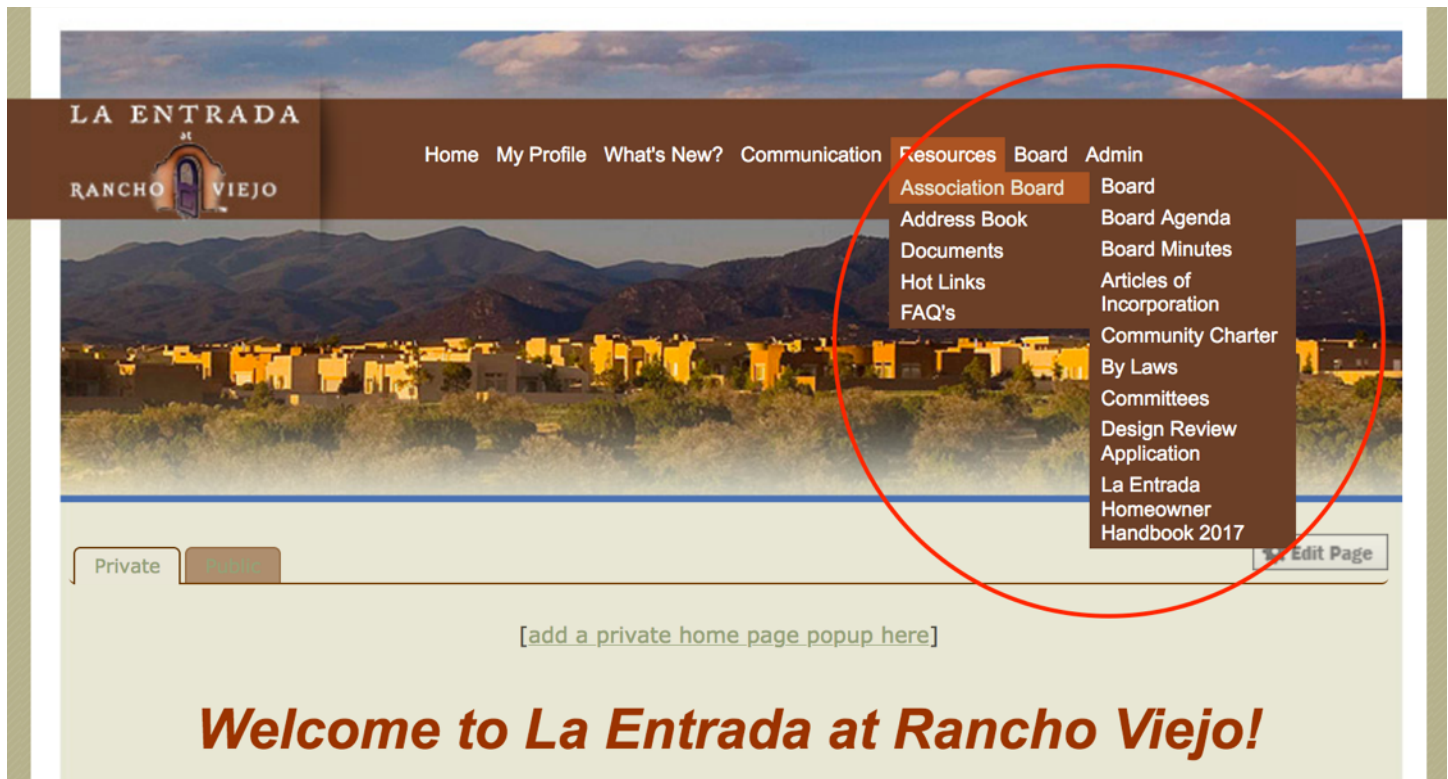 LA ENTRADA
at
RANCHO VIEJO
Home My Profile What's New? Communication Resources Board Admin
Association Board
Address Book
Documents
Hot Links
FAQ's
Board
Board Agenda
Board Minutes
Articles of
Incorporation
Community Charter
By Laws
Committees
Design Review
Application
La Entrada
Homeowner
Handbook 2017
Private
Public
Edit Page
[add a private home page popup here]
Welcome to La Entrada at Rancho Viejo!